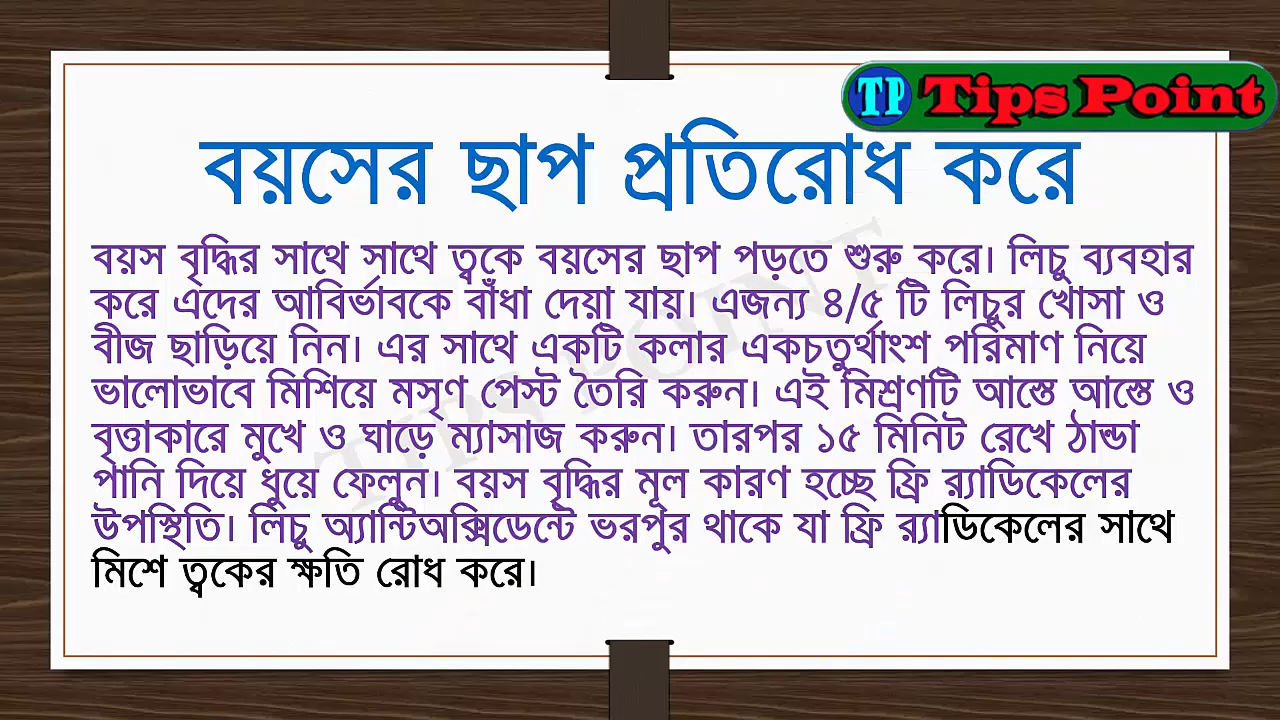 TP Tips Point
বয়সের ছাপ প্রতিরোধ করে
বয়স বৃদ্ধির সাথে সাথে ত্বকে বয়সের ছাপ পড়তে শুরু করে। লিচু ব্যবহার
করে এদের আবির্ভাবকে বাঁধা দেয়া যায়। এজন্য ৪/৫ টি লিচুর খোসা ও
বীজ ছাড়িয়ে নিন। এর সাথে একটি কলার একচতুর্থাংশ পরিমাণ নিয়ে
ভালোভাবে মিশিয়ে মসৃণ পেস্ট তৈরি করুন। এই মিশ্রণটি আস্তে আস্তে ও
বৃত্তাকারে মুখে ও ঘাড়ে ম্যাসাজ করুন। তারপর ১৫ মিনিট রেখে ঠান্ডা
পানি দিয়ে ধুয়ে ফেলুন। বয়স বৃদ্ধির মূল কারণ হচ্ছে ফ্রি র‍্যাডিকেলের
উপস্থিতি। লিচু অ্যান্টিঅক্সিডেন্টে ভরপুর থাকে যা ফ্রি র‍্যাডিকেলের সাথে
মিশে ত্বকের ক্ষতি রোধ করে।
TIPS POINT